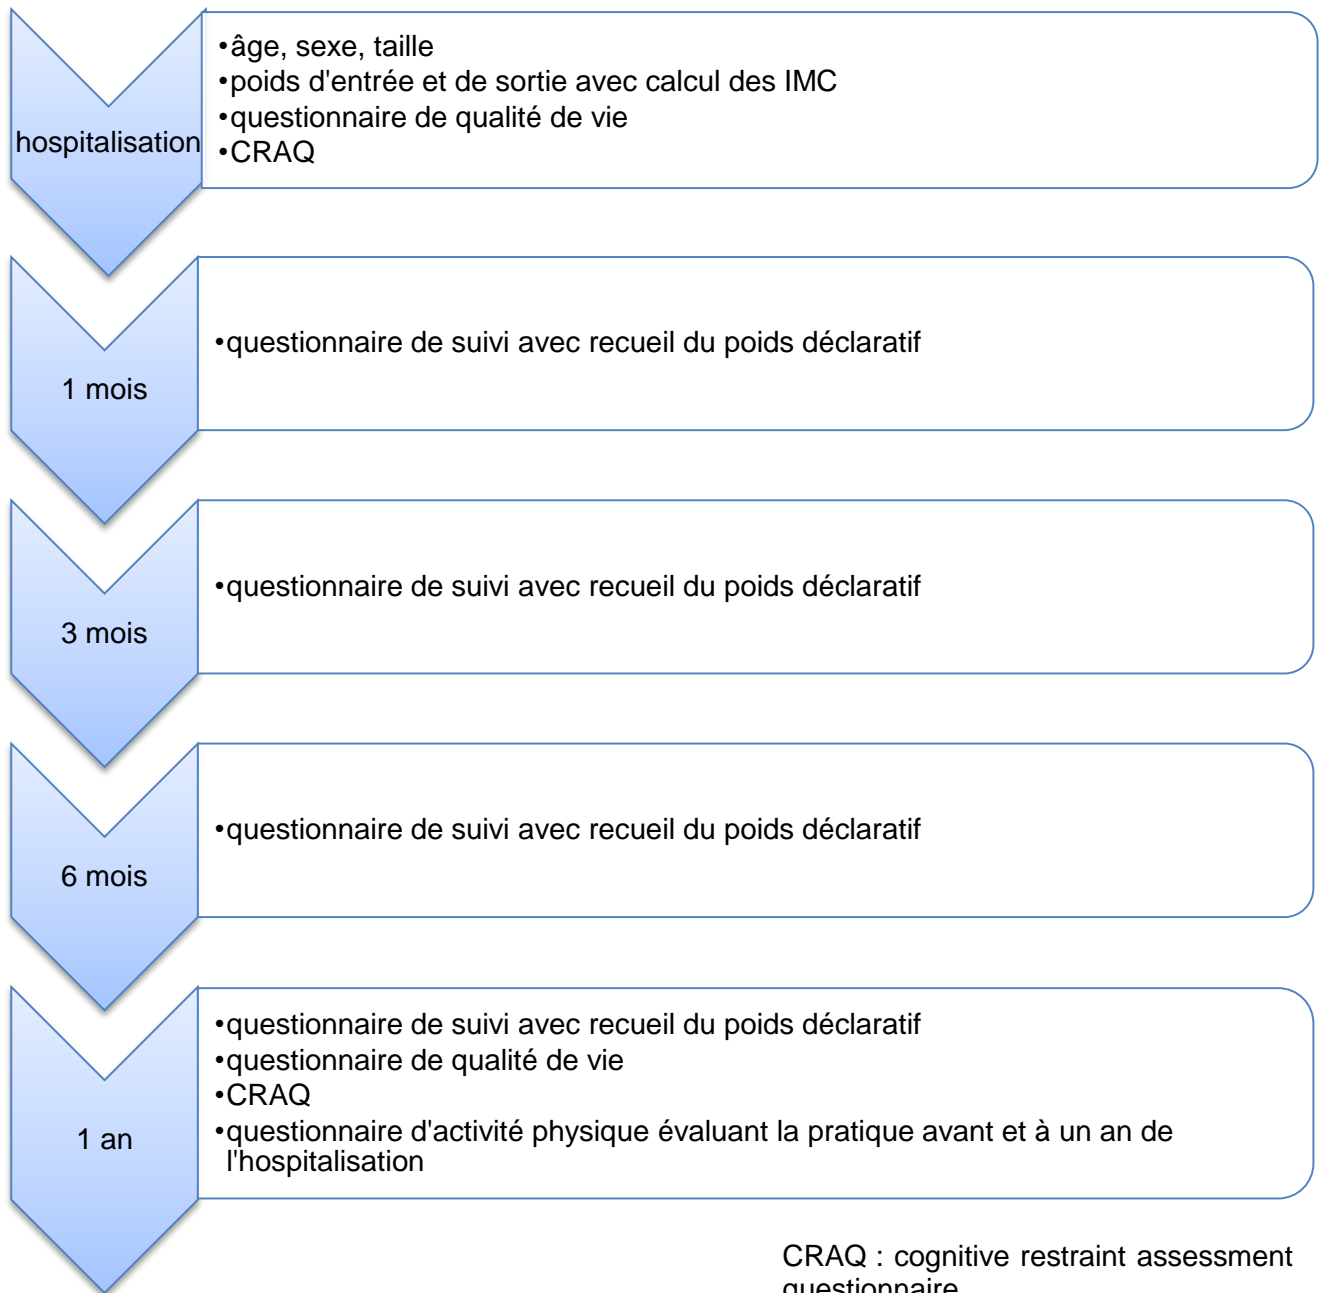 hospitalisation
•âge, sexe, taille
•poids d'entrée et de sortie avec calcul des IMC
•questionnaire de qualité de vie
•CRAQ
1 mois
•questionnaire de suivi avec recueil du poids déclaratif
3 mois
•questionnaire de suivi avec recueil du poids déclaratif
6 mois
•questionnaire de suivi avec recueil du poids déclaratif
1 an
•questionnaire de suivi avec recueil du poids déclaratif
•questionnaire de qualité de vie
•CRAQ
•questionnaire d'activité physique évaluant la pratique avant et à un an de
l'hospitalisation
CRAQ : cognitive restraint assessment
questionnaire